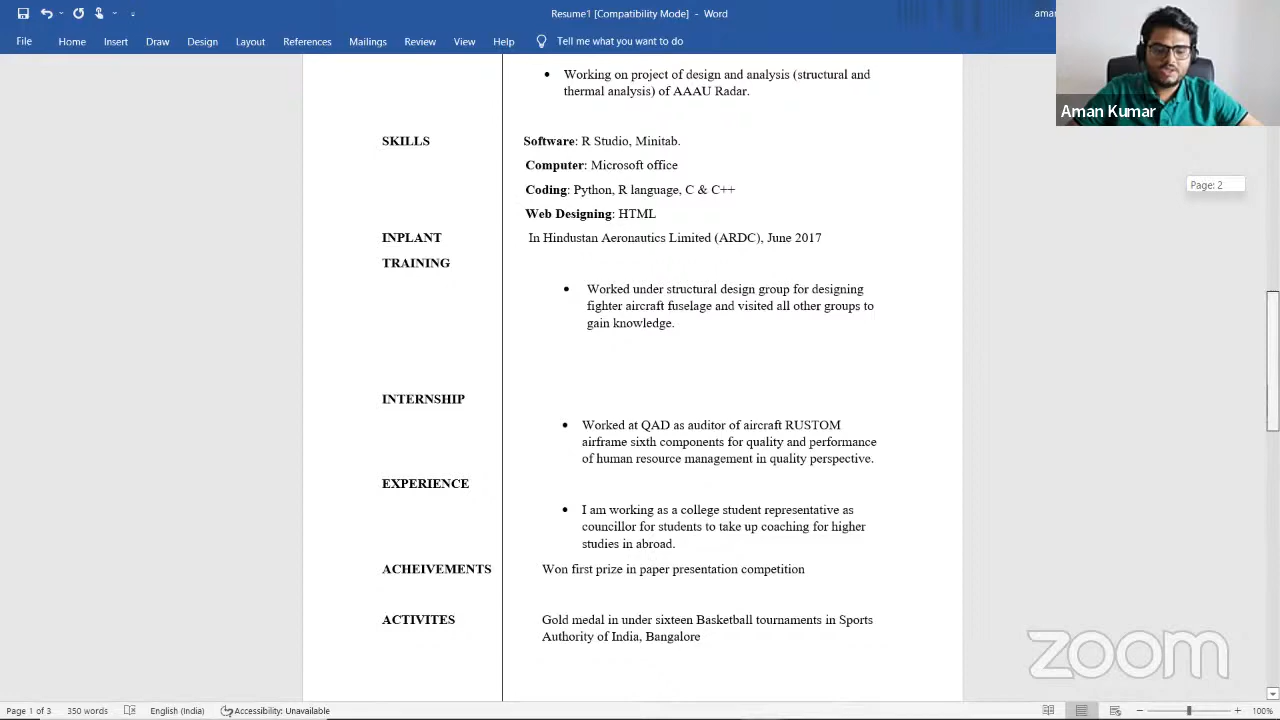 Resume1 [Compatibility Mode] - Word
aman
File Home Insert Draw Design Layout References Mailings Review View Help Tell me what you want to do
Aman Kumar
Working on project of design and analysis (structural and
thermal analysis) of AAAU Radar.
SKILLS Software: R Studio, Minitab.
Computer: Microsoft office
Page: 2
Coding: Python, R language, C & C++
Web Designing: HTML
INPLANT In Hindustan Aeronautics Limited (ARDC), June 2017
TRAINING
Worked under structural design group for designing
fighter aircraft fuselage and visited all other groups to
gain knowledge.
INTERNSHIP
Worked at QAD as auditor of aircraft RUSTOM
airframe sixth components for quality and performance
of human resource management in quality perspective.
EXPERIENCE
I am working as a college student representative as
councillor for students to take up coaching for higher
studies in abroad.
ACHEIVEMENTS Won first prize in paper presentation competition
ACTIVITES Gold medal in under sixteen Basketball tournaments in Sports
Authority of India, Bangalore
zoom
Page 1 of 3 350 words English (India) Accessibility: Unavailable 100%